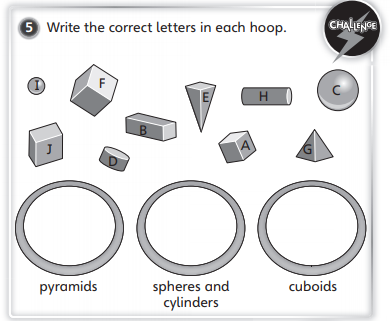 5 Write the correct letters in each hoop.
CHALLENGE
I
F
E
H
C
B
J
D
A
G
pyramids
spheres and
cylinders
cuboids